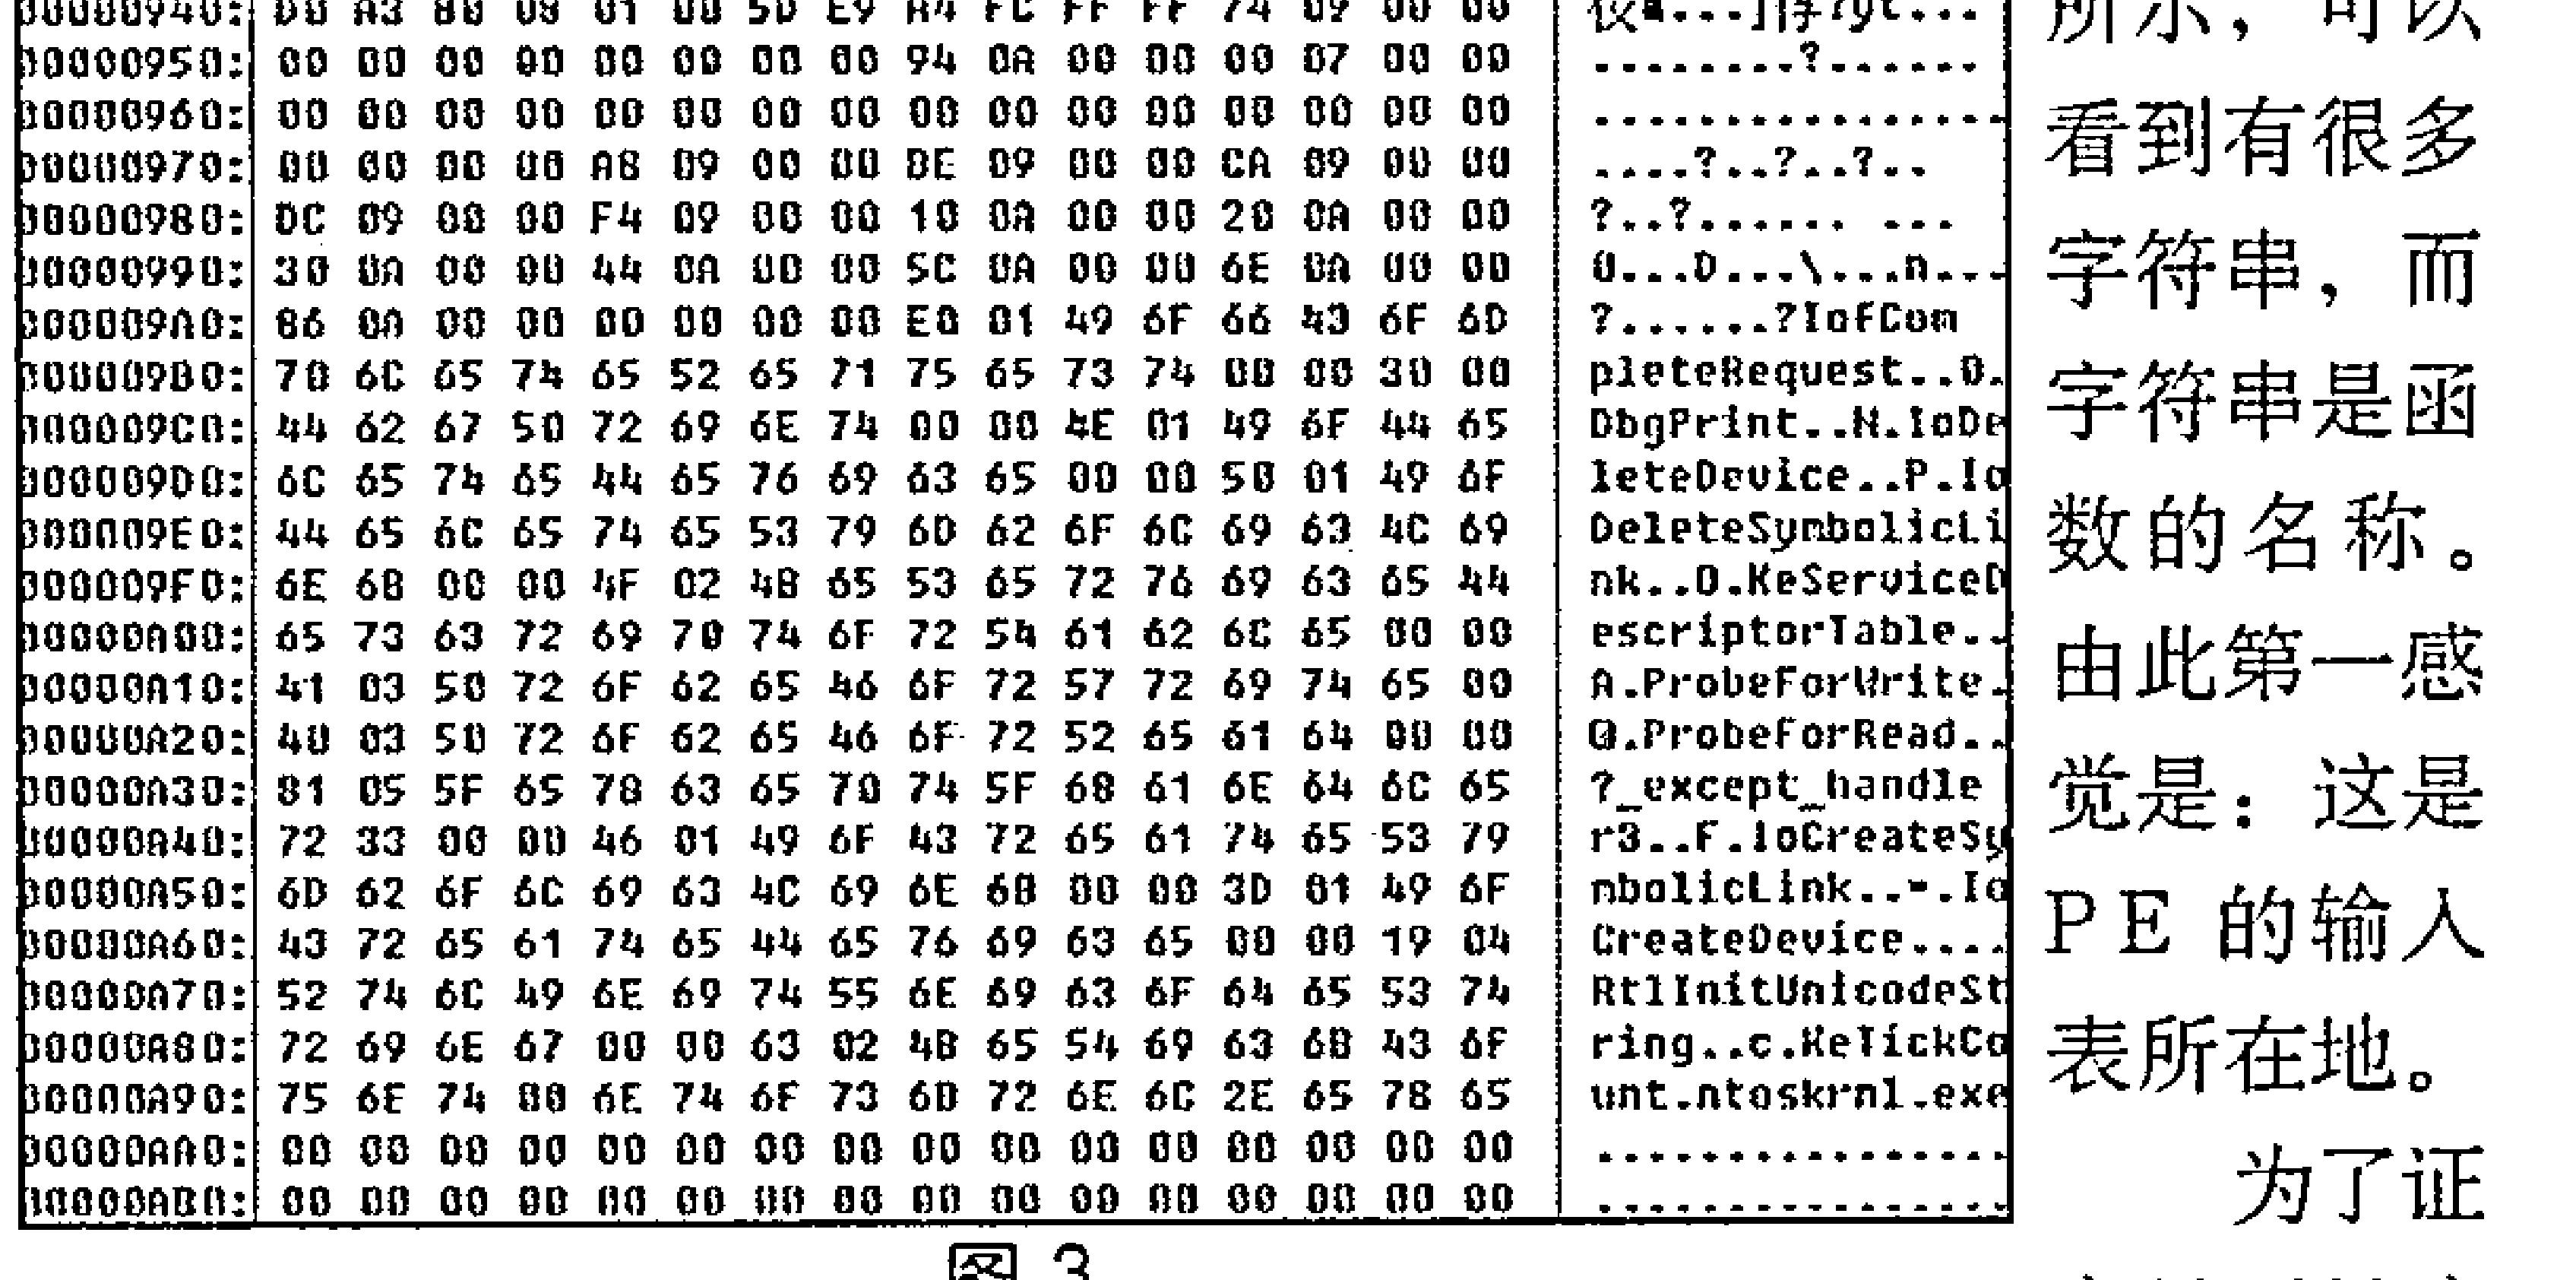 00000950: 00 00 00 00 00 00 00 00 94 0A 00 00 00 07 00 00 ........?......
00000960: 00 00 00 00 00 00 00 00 00 00 00 00 00 00 00 00 ................
00000970: 00 00 00 00 A8 09 00 00 BE 09 00 00 CA 09 00 00 ....?..?..?..
00000980: DC 09 00 00 F4 09 00 00 10 0A 00 00 20 0A 00 00 ?..?...... ...
00000990: 30 0A 00 00 44 0A 00 00 5C 0A 00 00 6E 0A 00 00 0...D...\...n...
000009A0: 86 0A 00 00 00 00 00 00 E0 01 49 6F 66 43 6F 6D ?......?IofCom
000009B0: 70 6C 65 74 65 52 65 71 75 65 73 74 00 00 30 00 pleteRequest..0.
000009C0: 44 62 67 50 72 69 6E 74 00 00 4E 01 49 6F 44 65 DbgPrint..N.IoDe
000009D0: 6C 65 74 65 44 65 76 69 63 65 00 00 50 01 49 6F leteDevice..P.Io
000009E0: 44 65 6C 65 74 65 53 79 6D 62 6F 6C 69 63 4C 69 DeleteSymbolicLi
000009F0: 6E 6B 00 00 4F 02 4B 65 53 65 72 76 69 63 65 44 nk..O.KeServiceD
00000A00: 65 73 63 72 69 70 74 6F 72 54 61 62 6C 65 00 00 escriptorTable..
00000A10: 41 03 50 72 6F 62 65 46 6F 72 57 72 69 74 65 00 A.ProbeForWrite.
00000A20: 40 03 50 72 6F 62 65 46 6F 72 52 65 61 64 00 00 @.ProbeForRead..
00000A30: 81 05 5F 65 78 63 65 70 74 5F 68 61 6E 64 6C 65 ?_except_handle
00000A40: 72 33 00 00 46 01 49 6F 43 72 65 61 74 65 53 79 r3..F.IoCreateSy
00000A50: 6D 62 6F 6C 69 63 4C 69 6E 6B 00 00 3D 01 49 6F mbolicLink..=.Io
00000A60: 43 72 65 61 74 65 44 65 76 69 63 65 00 00 19 04 CreateDevice....
00000A70: 52 74 6C 49 6E 69 74 55 6E 69 63 6F 64 65 53 74 RtlInitUnicodeSt
00000A80: 72 69 6E 67 00 00 63 02 4B 65 54 69 63 6B 43 6F ring..c.KeTickCo
00000A90: 75 6E 74 00 6E 74 6F 73 6B 72 6E 6C 2E 65 78 65 unt.ntoskrnl.exe
00000AA0: 00 00 00 00 00 00 00 00 00 00 00 00 00 00 00 00 ................
00000AB0: 00 00 00 00 00 00 00 00 00 00 00 00 00 00 00 00 ................
图 3
所示，可以
看到有很多
字符串，而
字符串是函
数的名称。
由此第一感
觉是：这是
PE 的输入
表所在地。
为了证